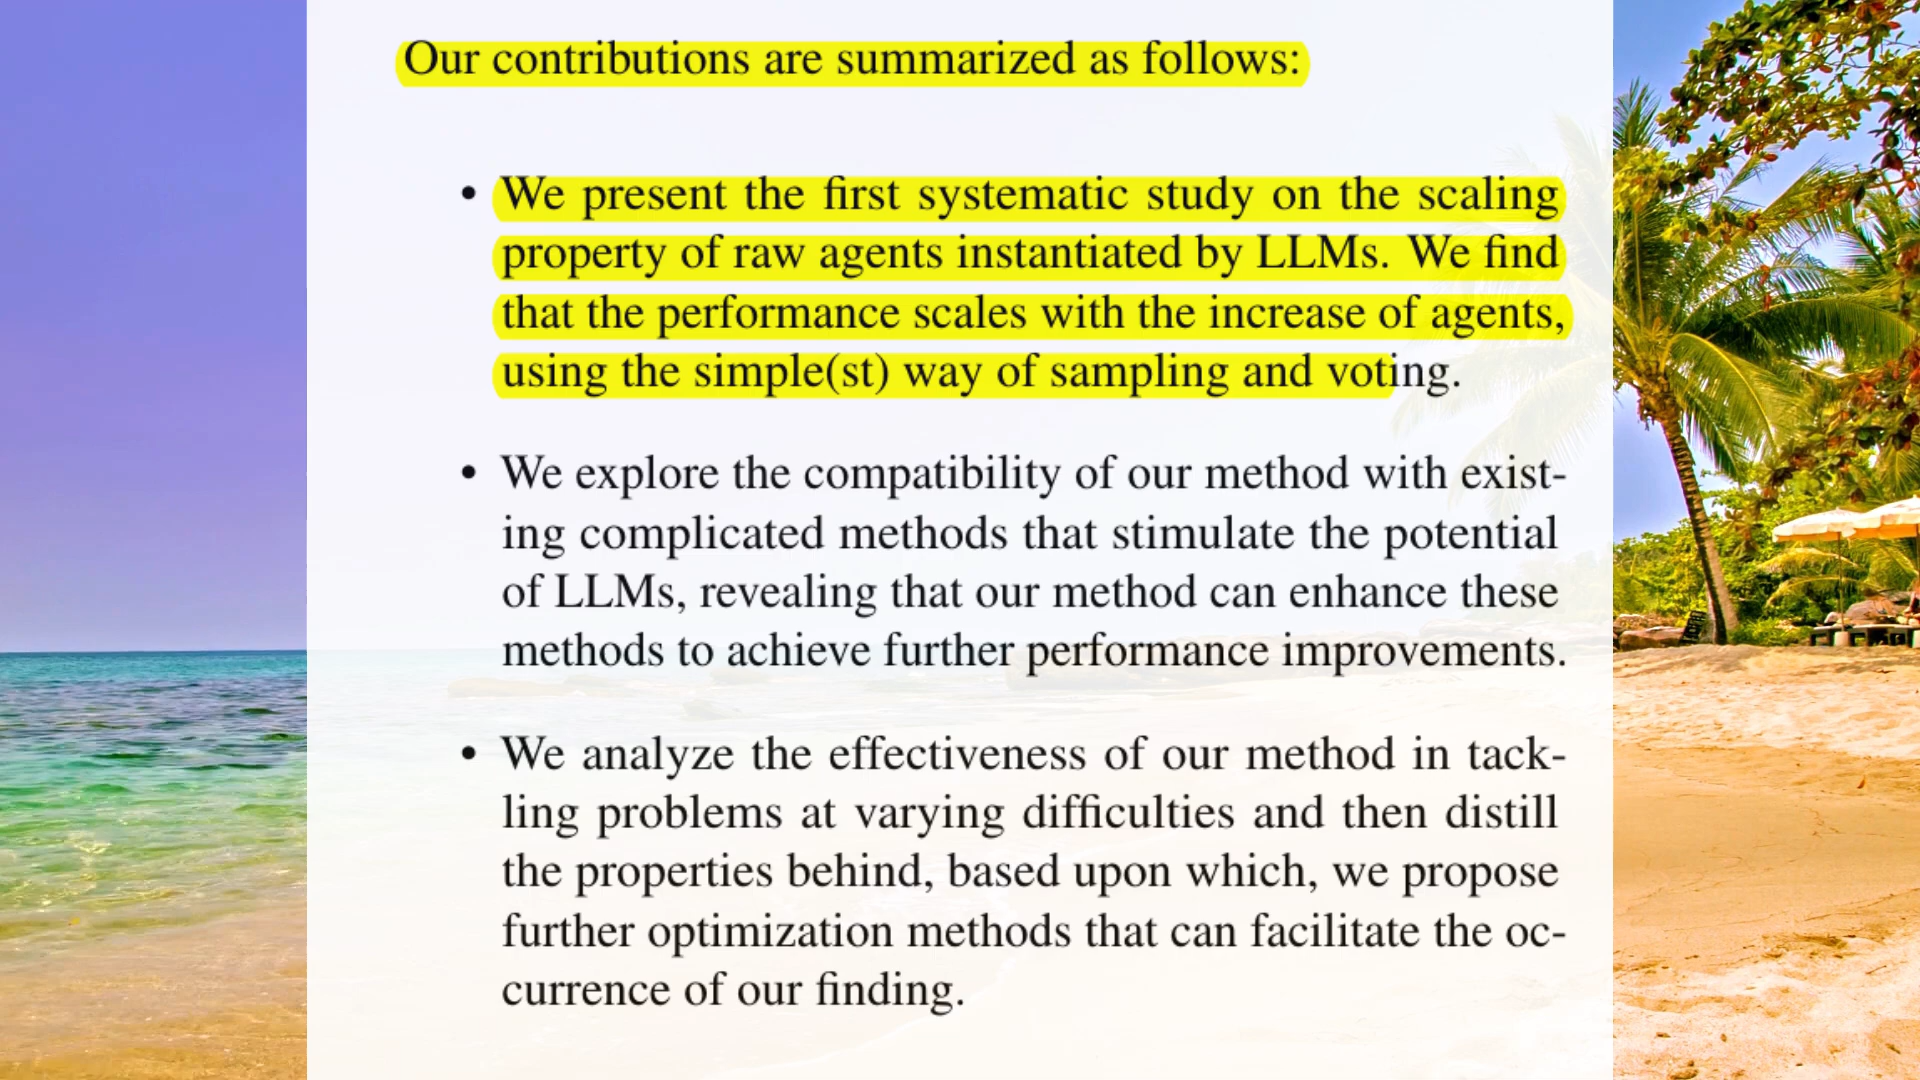 Our contributions are summarized as follows:
• We present the first systematic study on the scaling
property of raw agents instantiated by LLMs. We find
that the performance scales with the increase of agents,
using the simple(st) way of sampling and voting.
• We explore the compatibility of our method with exist-
ing complicated methods that stimulate the potential
of LLMs, revealing that our method can enhance these
methods to achieve further performance improvements.
• We analyze the effectiveness of our method in tack-
ling problems at varying difficulties and then distill
the properties behind, based upon which, we propose
further optimization methods that can facilitate the oc-
currence of our finding.